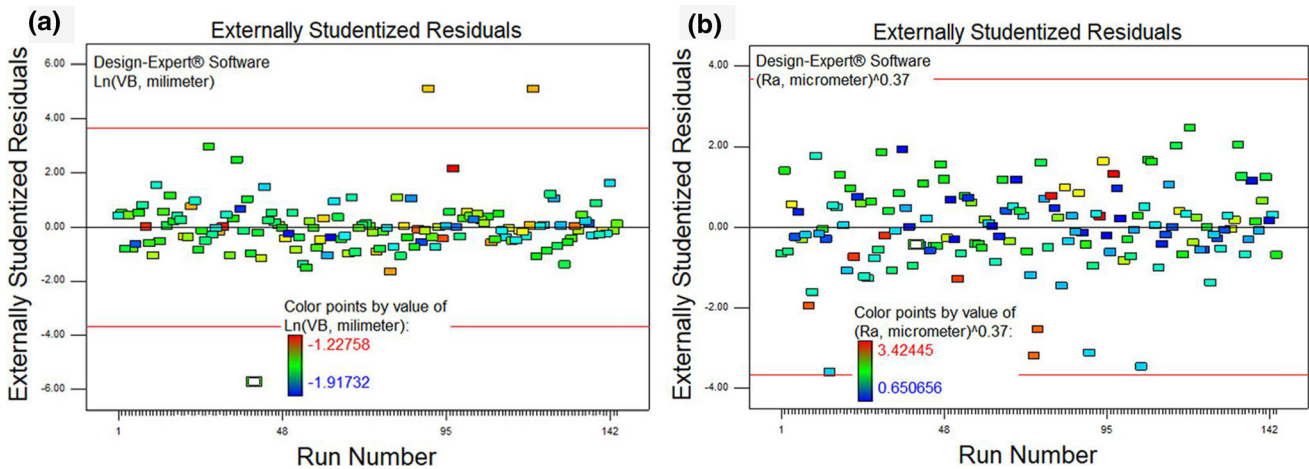 (a)
Externally Studentized Residuals
Design-Expert® Software
Ln(VB, milimeter)
Externally Studentized Residuals
6.00
4.00
2.00
0.00
-2.00
-4.00
-6.00
Color points by value of
Ln(VB, milimeter):
-1.22758
-1.91732
1
48
95
142
Run Number
(b)
Externally Studentized Residuals
Design-Expert® Software
(Ra, micrometer)^0.37
Externally Studentized Residuals
4.00
2.00
0.00
-2.00
-4.00
Color points by value of
(Ra, micrometer)^0.37:
3.42445
0.650656
1
48
95
142
Run Number